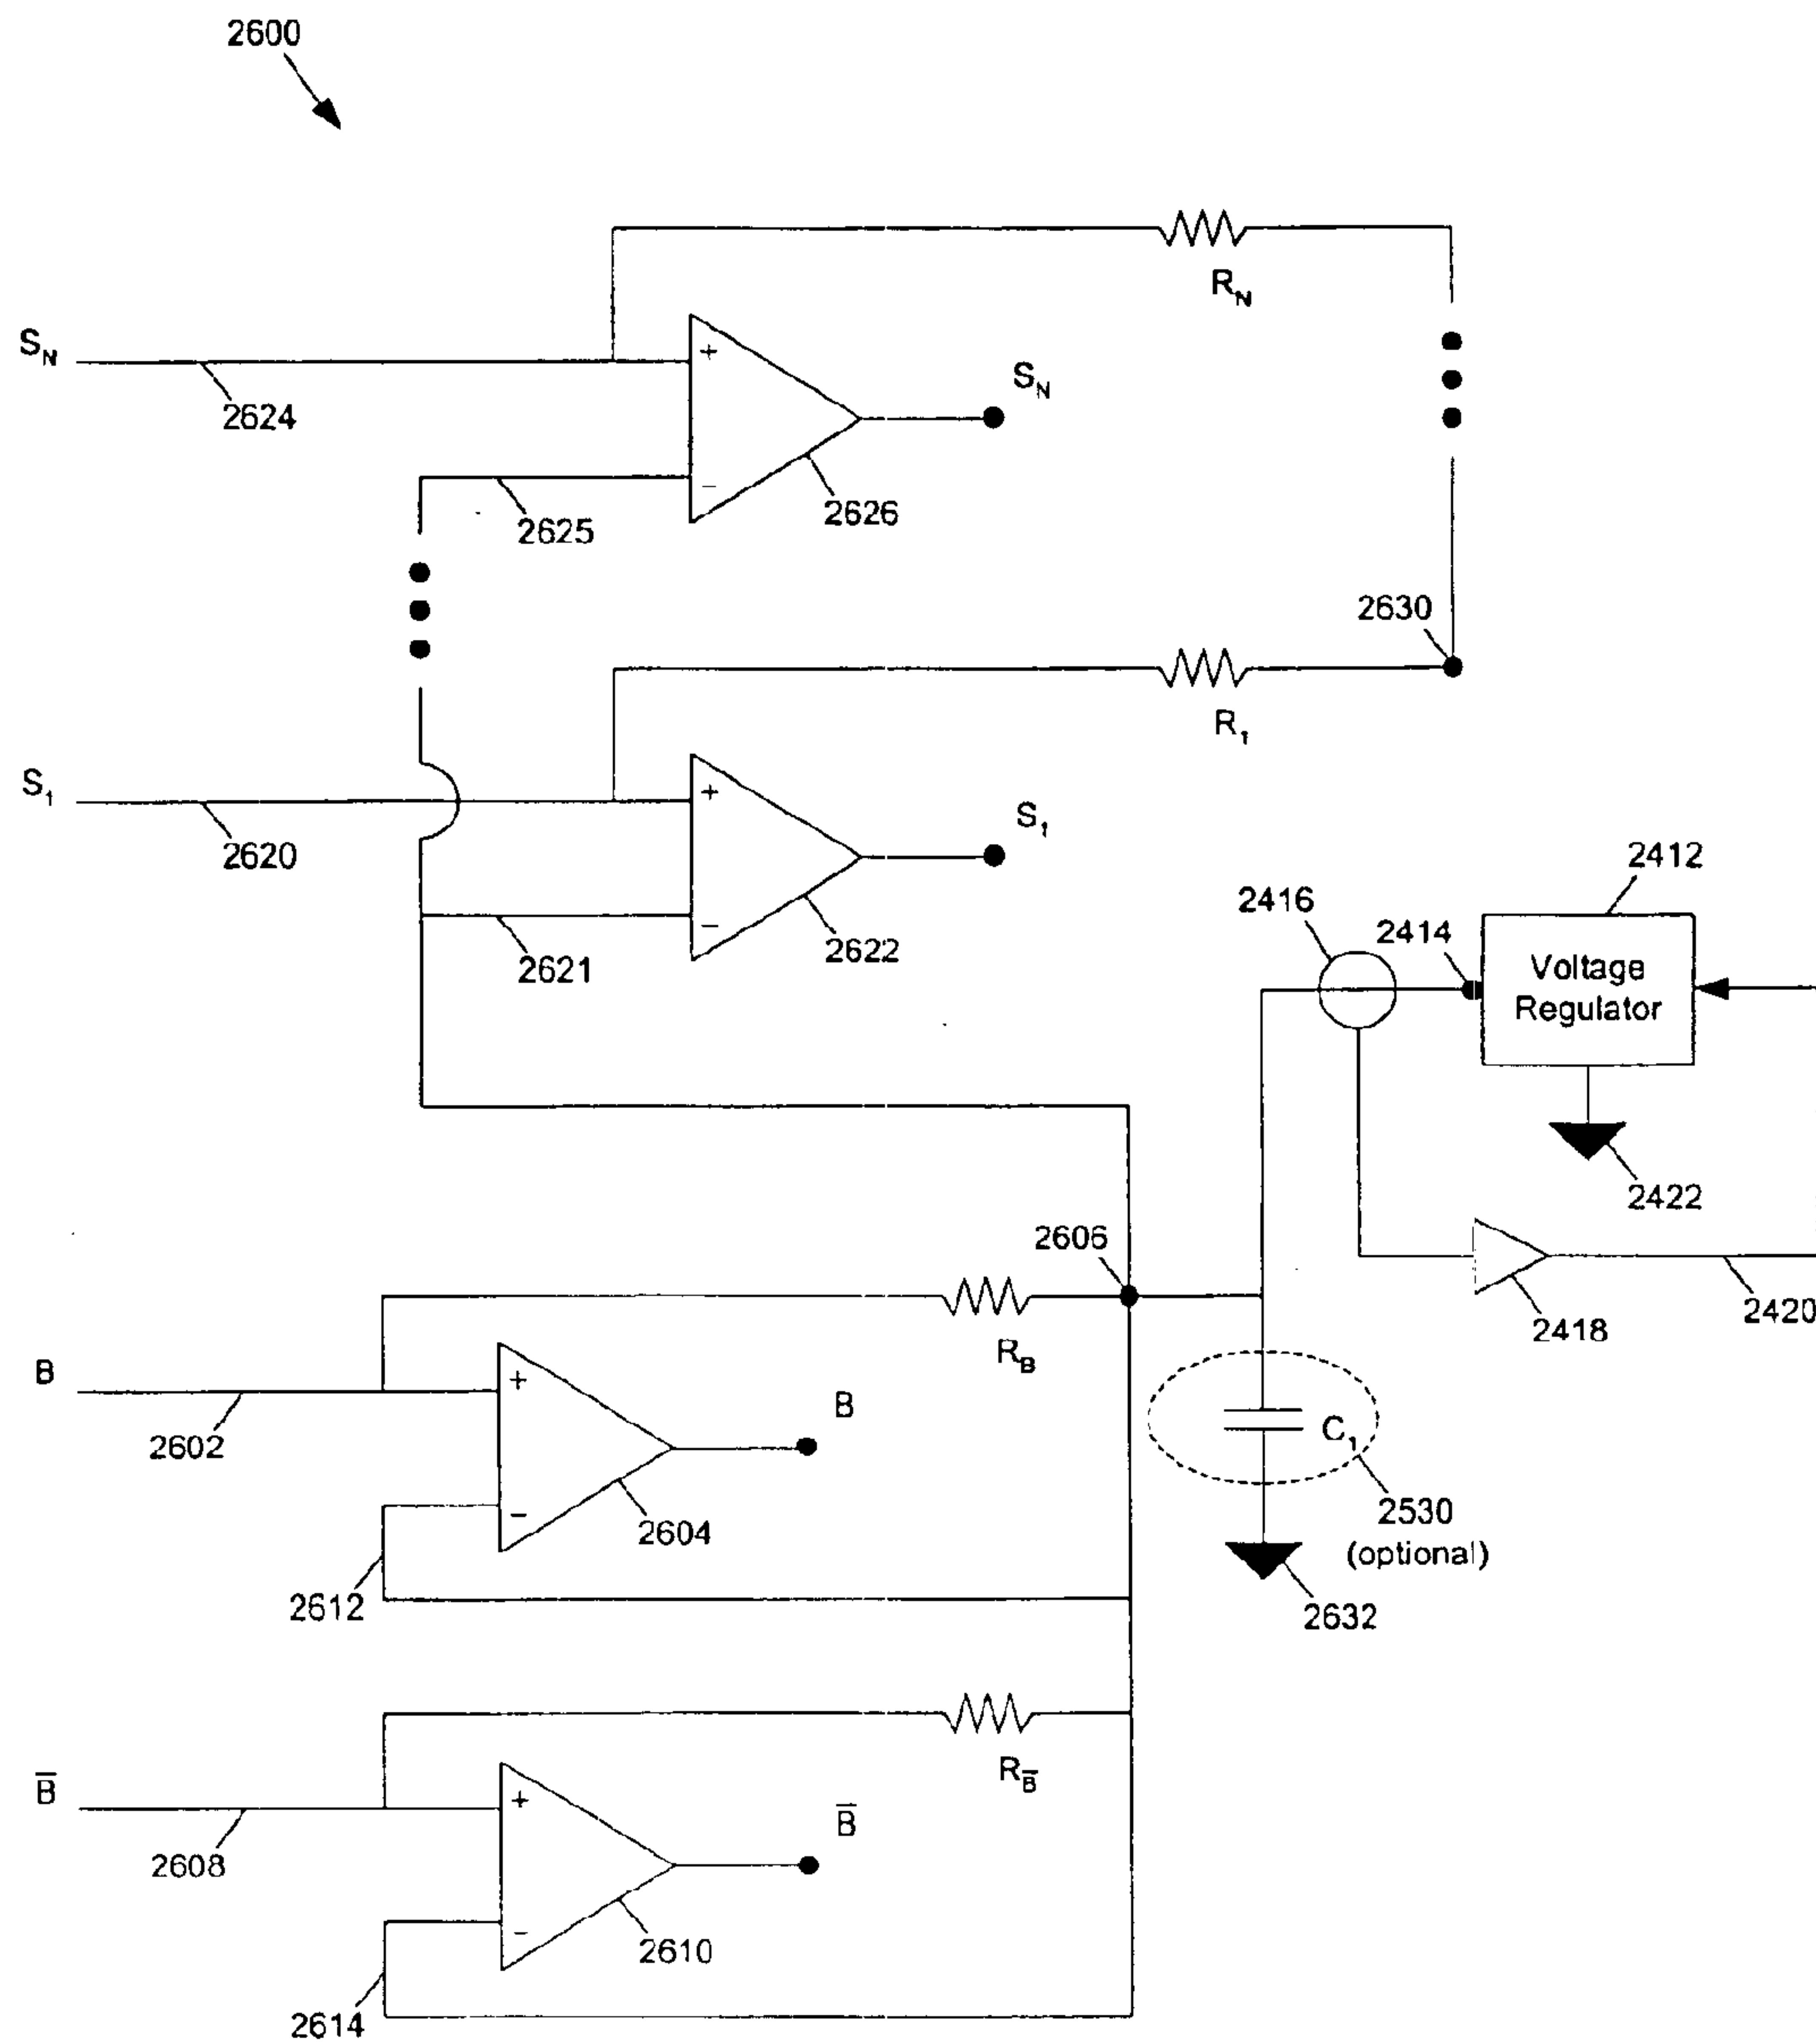 2600
R_N
S_N
+
S_N
2624
−
2626
2625
2630
R_1
S_1
+
S_1
2620
2412
2416
2414
−
2622
2621
Voltage
Regulator
2422
2606
2420
2418
R_B
B
+
B
C_1
2602
2530
(optional)
−
2604
2612
2632
R_B̅
B̅
+
B̅
2608
−
2610
2614